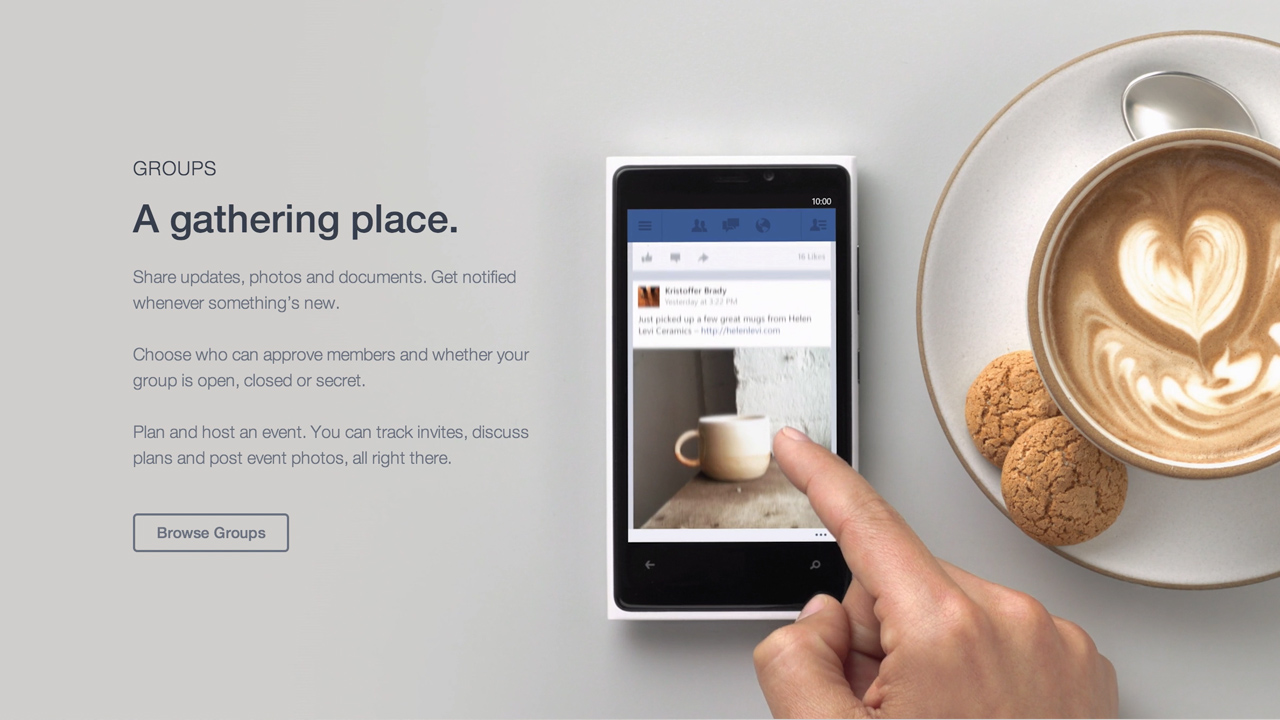 GROUPS
A gathering place.
Share updates, photos and documents. Get notified
whenever something's new.
Choose who can approve members and whether your
group is open, closed or secret.
Plan and host an event. You can track invites, discuss
plans and post event photos, all right there.
Browse Groups
10:00
16 Likes
Kristoffer Brady
Yesterday at 3:22 PM
Just picked up a few great mugs from Helen
Levi Ceramics – http://helenlevi.com